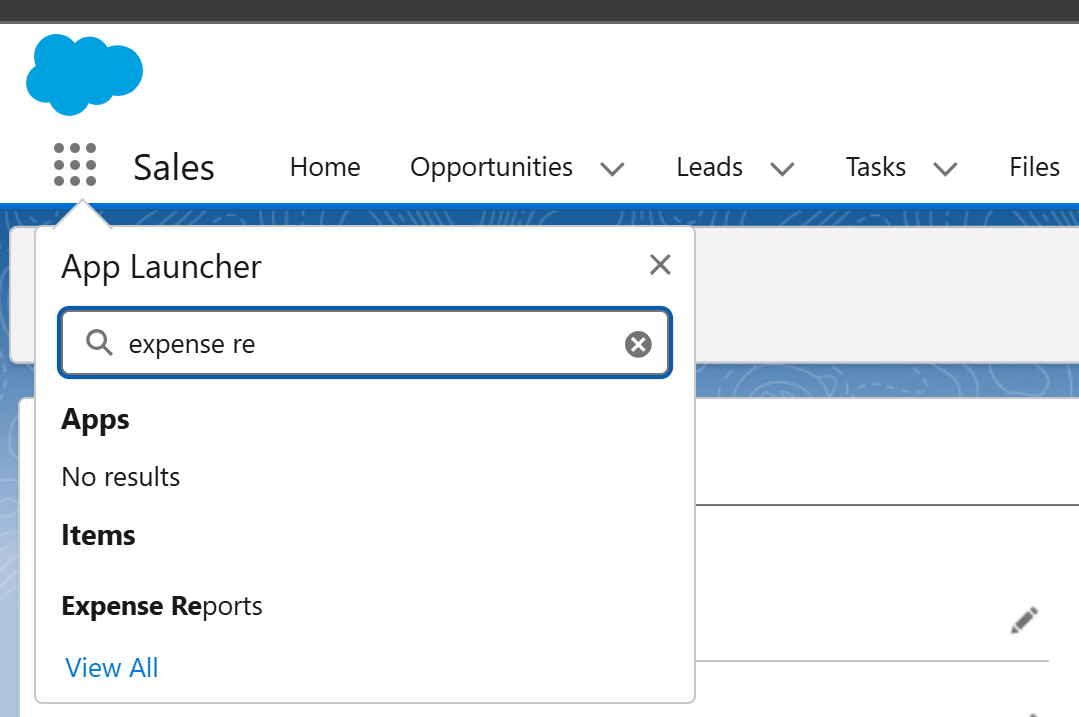 Sales Home Opportunities Leads Tasks Files
App Launcher
expense re
Apps
No results
Items
Expense Reports
View All